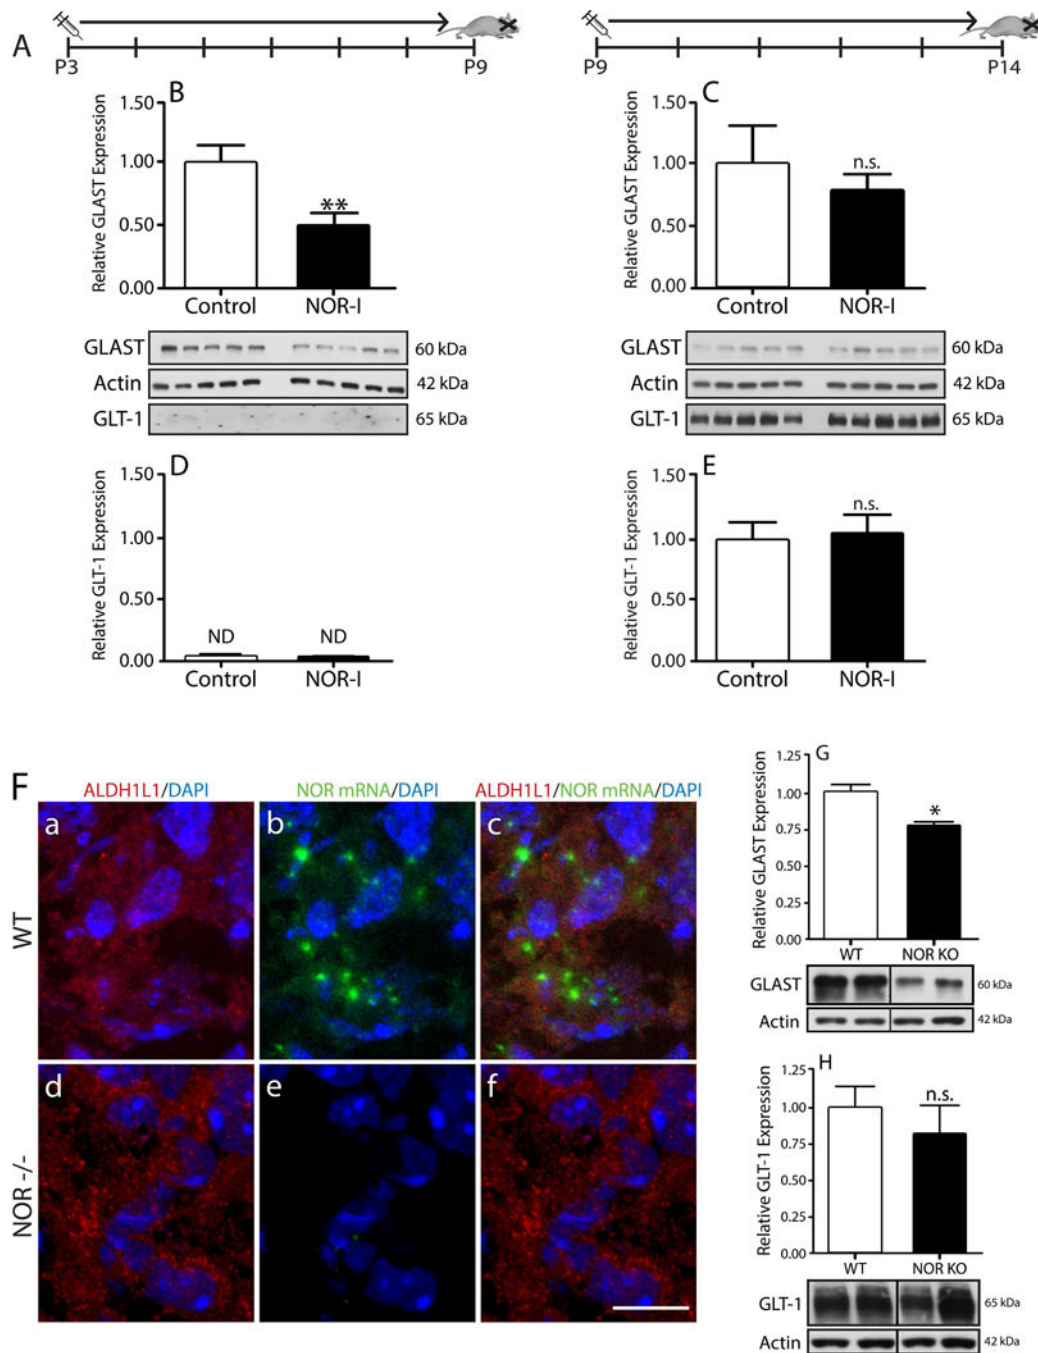 A
P3
P9
P9
P14
B
Relative GLAST Expression
1.50
1.00
0.50
0.00
**
Control
NOR-I
GLAST
60 kDa
Actin
42 kDa
GLT-1
65 kDa
C
Relative GLAST Expression
1.50
1.00
0.50
0.00
n.s.
Control
NOR-I
GLAST
60 kDa
Actin
42 kDa
GLT-1
65 kDa
D
Relative GLT-1 Expression
1.50
1.00
0.50
0.00
ND
ND
Control
NOR-I
E
Relative GLT-1 Expression
1.50
1.00
0.50
0.00
n.s.
Control
NOR-I
F
ALDH1L1/DAPI
NOR mRNA/DAPI
ALDH1L1/NOR mRNA/DAPI
WT
a
b
c
NOR -/-
d
e
f
G
Relative GLAST Expression
1.25
1.00
0.75
0.50
0.25
0.00
*
WT
NOR KO
GLAST
60 kDa
Actin
42 kDa
H
Relative GLT-1 Expression
1.25
1.00
0.75
0.50
0.25
0.00
n.s.
WT
NOR KO
GLT-1
65 kDa
Actin
42 kDa